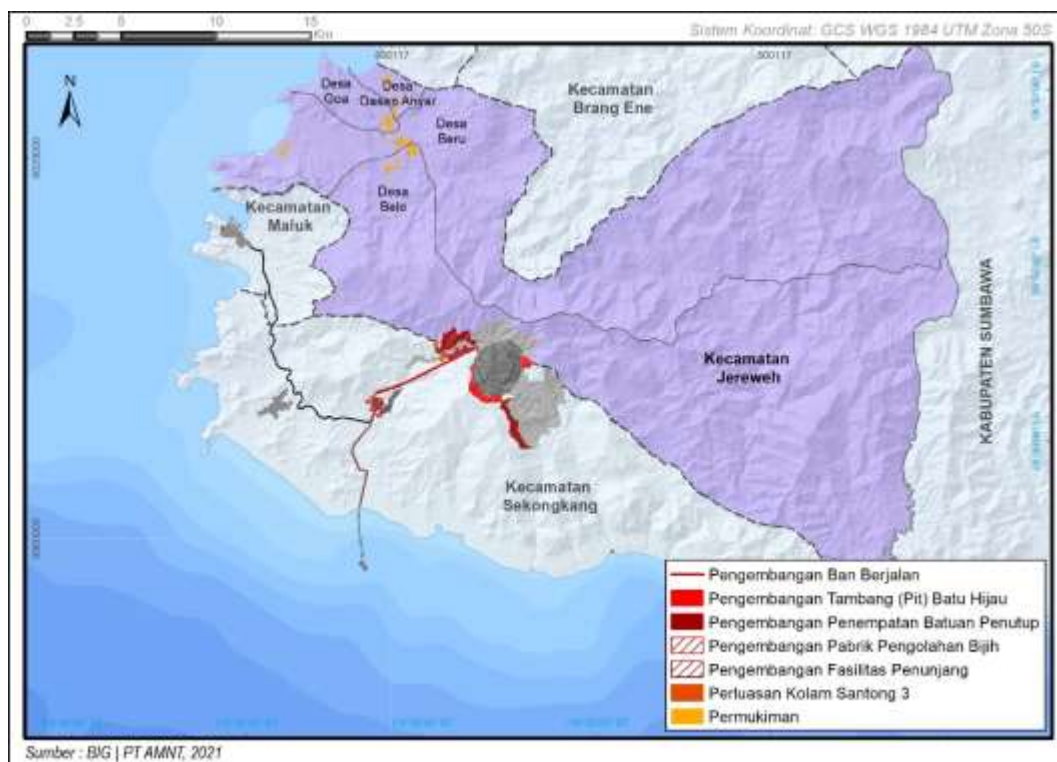 0 2.5 5 10 15
Km
Sistem Koordinat: GCS WGS 1984 UTM Zona 50S
N
Desa
Goa
Desa
Dasan Anyar
Desa
Beru
Desa
Belo
Kecamatan
Brang Ene
Kecamatan
Maluk
Kecamatan
Jereweh
KABUPATEN SUMBAWA
Kecamatan
Sekongkang
Pengembangan Ban Berjalan
Pengembangan Tambang (Pit) Batu Hijau
Pengembangan Penempatan Batuan Penutup
Pengembangan Pabrik Pengolahan Bijih
Pengembangan Fasilitas Penunjang
Perluasan Kolam Santong 3
Permukiman
Sumber : BIG | PT AMNT, 2021